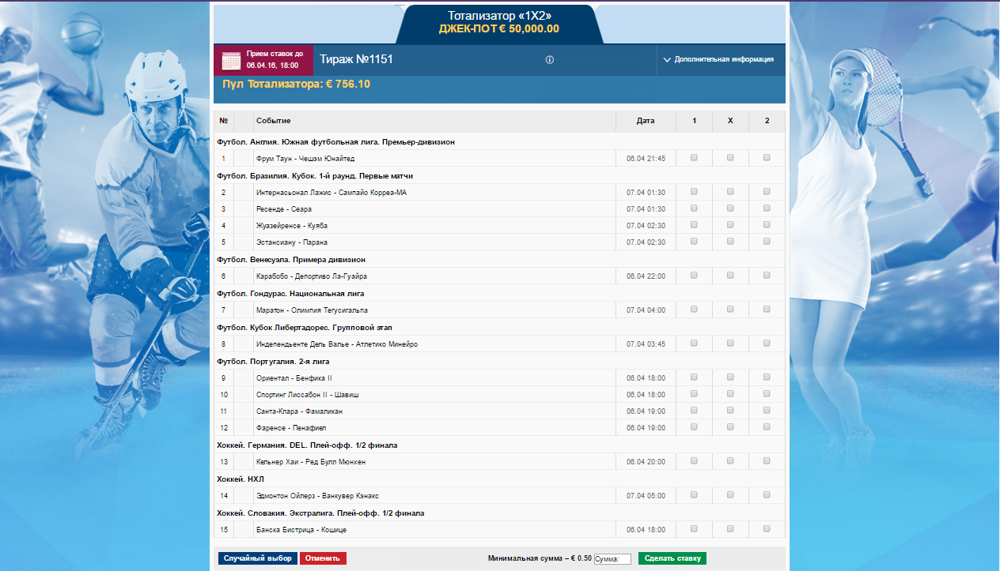 Тотализатор «1X2»
ДЖЕК-ПОТ € 50,000.00
Прием ставок до
06.04.16, 18:00
Тираж №1151
Дополнительная информация
Пул Тотализатора: € 756.10
№ Событие Дата 1 X 2
Футбол. Англия. Южная футбольная лига. Премьер-дивизион
1 Фрум Таун - Чешэм Юнайтед 06.04 21:45
Футбол. Бразилия. Кубок. 1-й раунд. Первые матчи
2 Интернасьонал Лажис - Сампайо Корреа-МА 07.04 01:30
3 Ресенде - Сеара 07.04 01:30
4 Жуазейренсе - Куяба 07.04 02:30
5 Эстансиану - Парана 07.04 02:30
Футбол. Венесуэла. Примера дивизион
6 Карабобо - Депортиво Ла-Гуайра 06.04 22:00
Футбол. Гондурас. Национальная лига
7 Маратон - Олимпия Тегусигальпа 07.04 04:00
Футбол. Кубок Либертадорес. Групповой этап
8 Индепендьенте Дель Валье - Атлетико Минейро 07.04 03:45
Футбол. Португалия. 2-я лига
9 Ориентал - Бенфика II 06.04 18:00
10 Спортинг Лиссабон II - Шавиш 06.04 18:00
11 Санта-Клара - Фамаликан 06.04 19:00
12 Фаренсе - Пенафиел 06.04 19:00
Хоккей. Германия. DEL. Плей-офф. 1/2 финала
13 Кельнер Хаи - Ред Булл Мюнхен 06.04 20:00
Хоккей. НХЛ
14 Эдмонтон Ойлерз - Ванкувер Кэнакс 07.04 05:00
Хоккей. Словакия. Экстралига. Плей-офф. 1/2 финала
15 Банска Бистрица - Кошице 06.04 18:00
Случайный выбор Отменить Минимальная сумма – € 0.50 Сумма: Сделать ставку